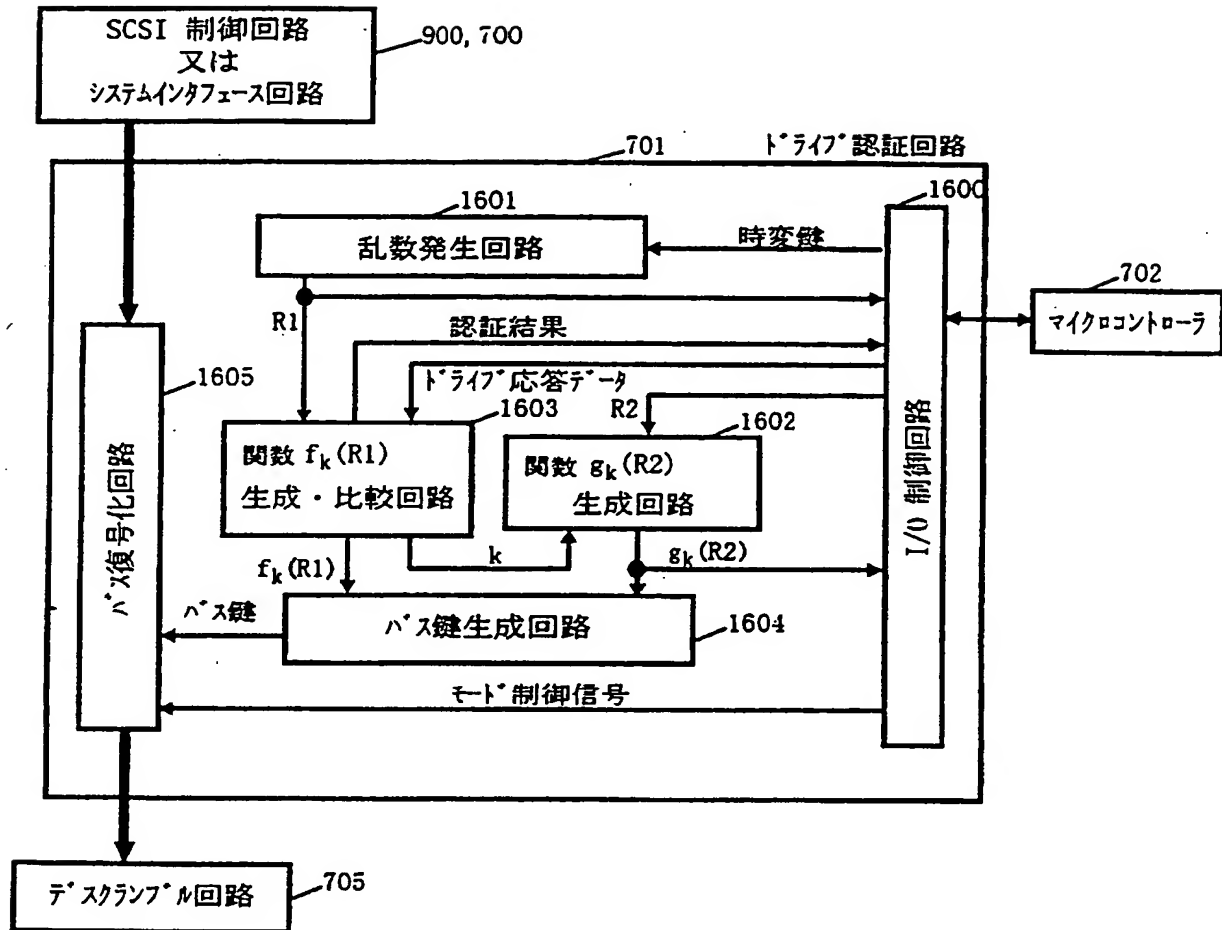 SCSI 制御回路
又は
システムインタフェース回路
900, 700
701
ドライブ認証回路
1600
1601
乱数発生回路
時変鍵
702
マイクロコントローラ
R1
認証結果
1605
ドライブ応答データ
1603
R2
1602
関数 fk(R1)
生成・比較回路
関数 gk(R2)
生成回路
I/O 制御回路
バス復号化回路
fk(R1)
k
gk(R2)
バス鍵
バス鍵生成回路
1604
モード制御信号
デスクランブル回路
705